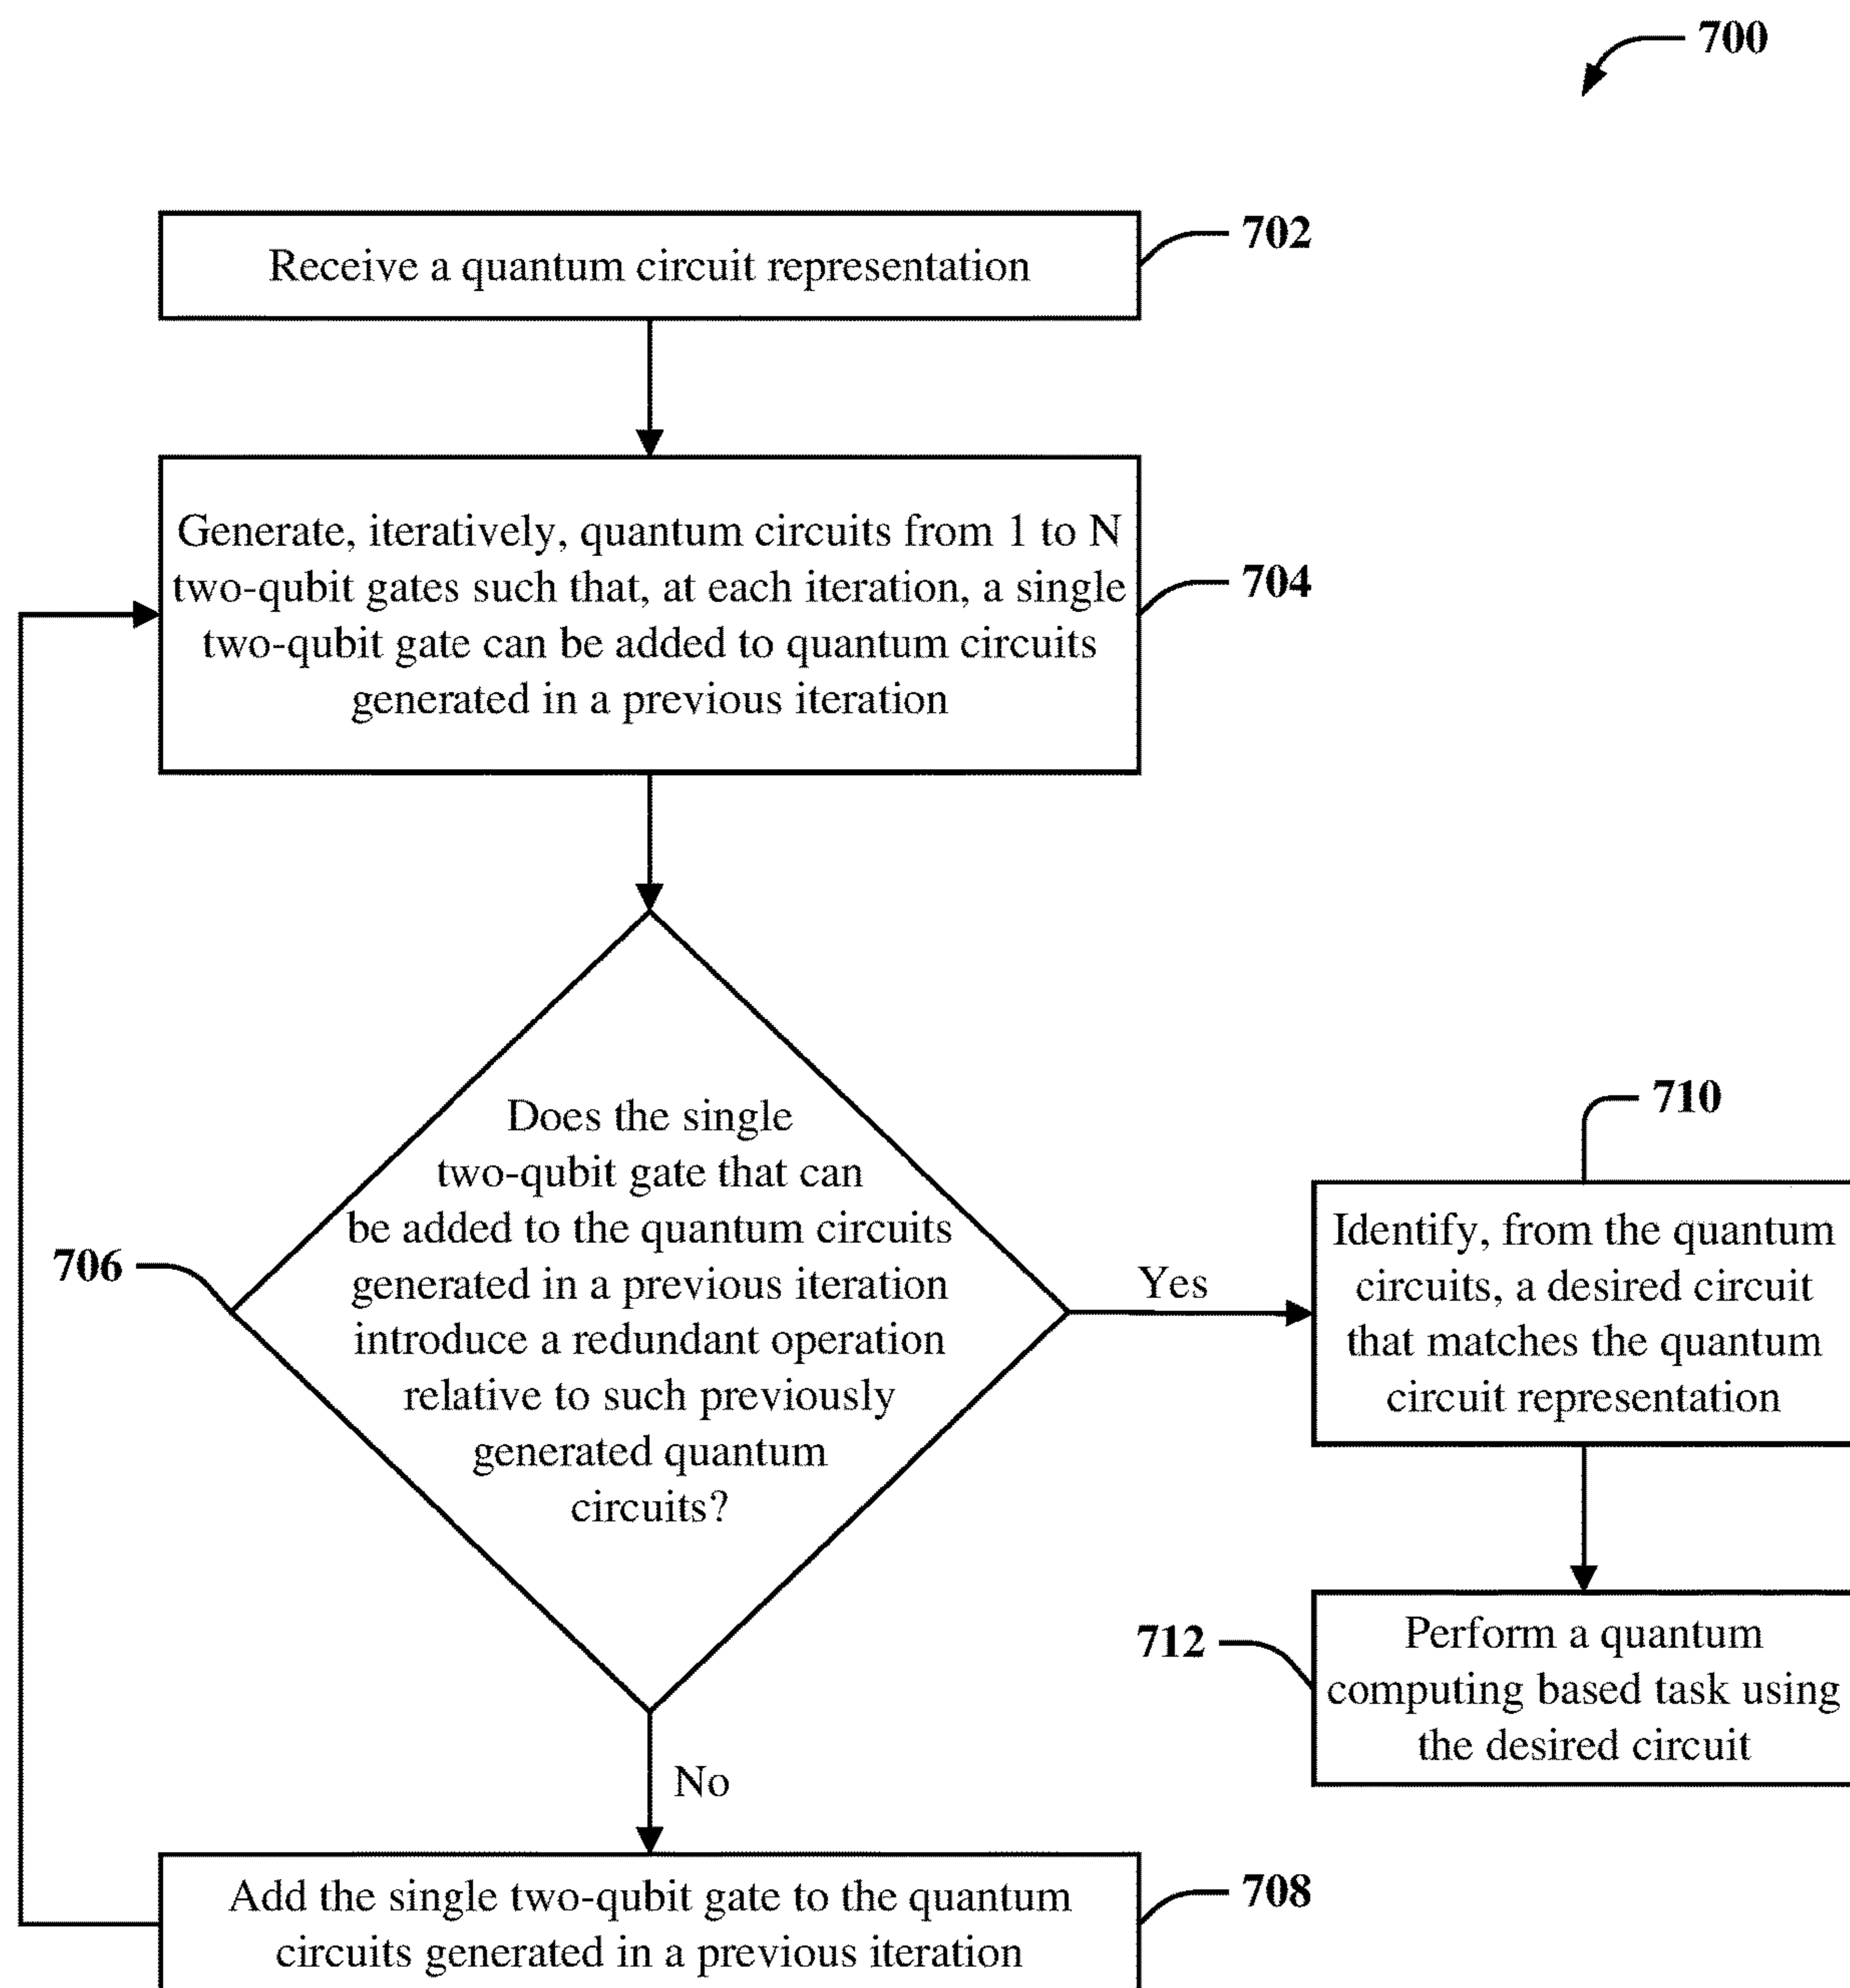 700
Receive a quantum circuit representation
702
Generate, iteratively, quantum circuits from 1 to N
two-qubit gates such that, at each iteration, a single
two-qubit gate can be added to quantum circuits
generated in a previous iteration
704
Does the single
two-qubit gate that can
be added to the quantum circuits
generated in a previous iteration
introduce a redundant operation
relative to such previously
generated quantum
circuits?
706
Yes
No
710
Identify, from the quantum
circuits, a desired circuit
that matches the quantum
circuit representation
712
Perform a quantum
computing based task using
the desired circuit
Add the single two-qubit gate to the quantum
circuits generated in a previous iteration
708